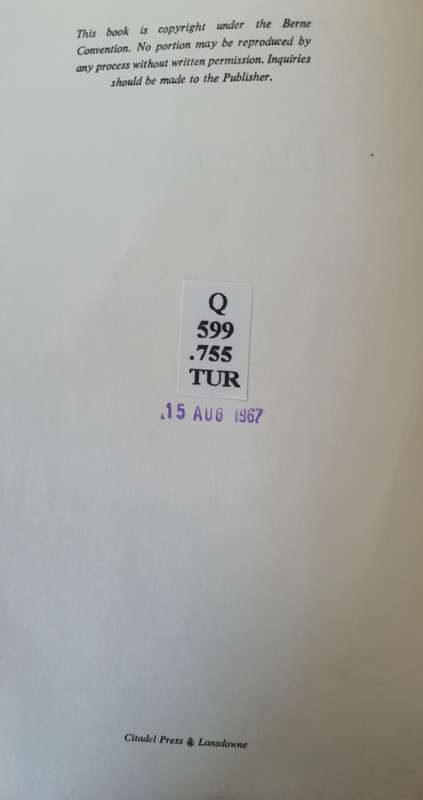 This book is copyright under the Berne
Convention. No portion may be reproduced by
any process without written permission. Inquiries
should be made to the Publisher.
Q
599
.755
TUR
.15 AUG 1967
Citadel Press & Lansdowne